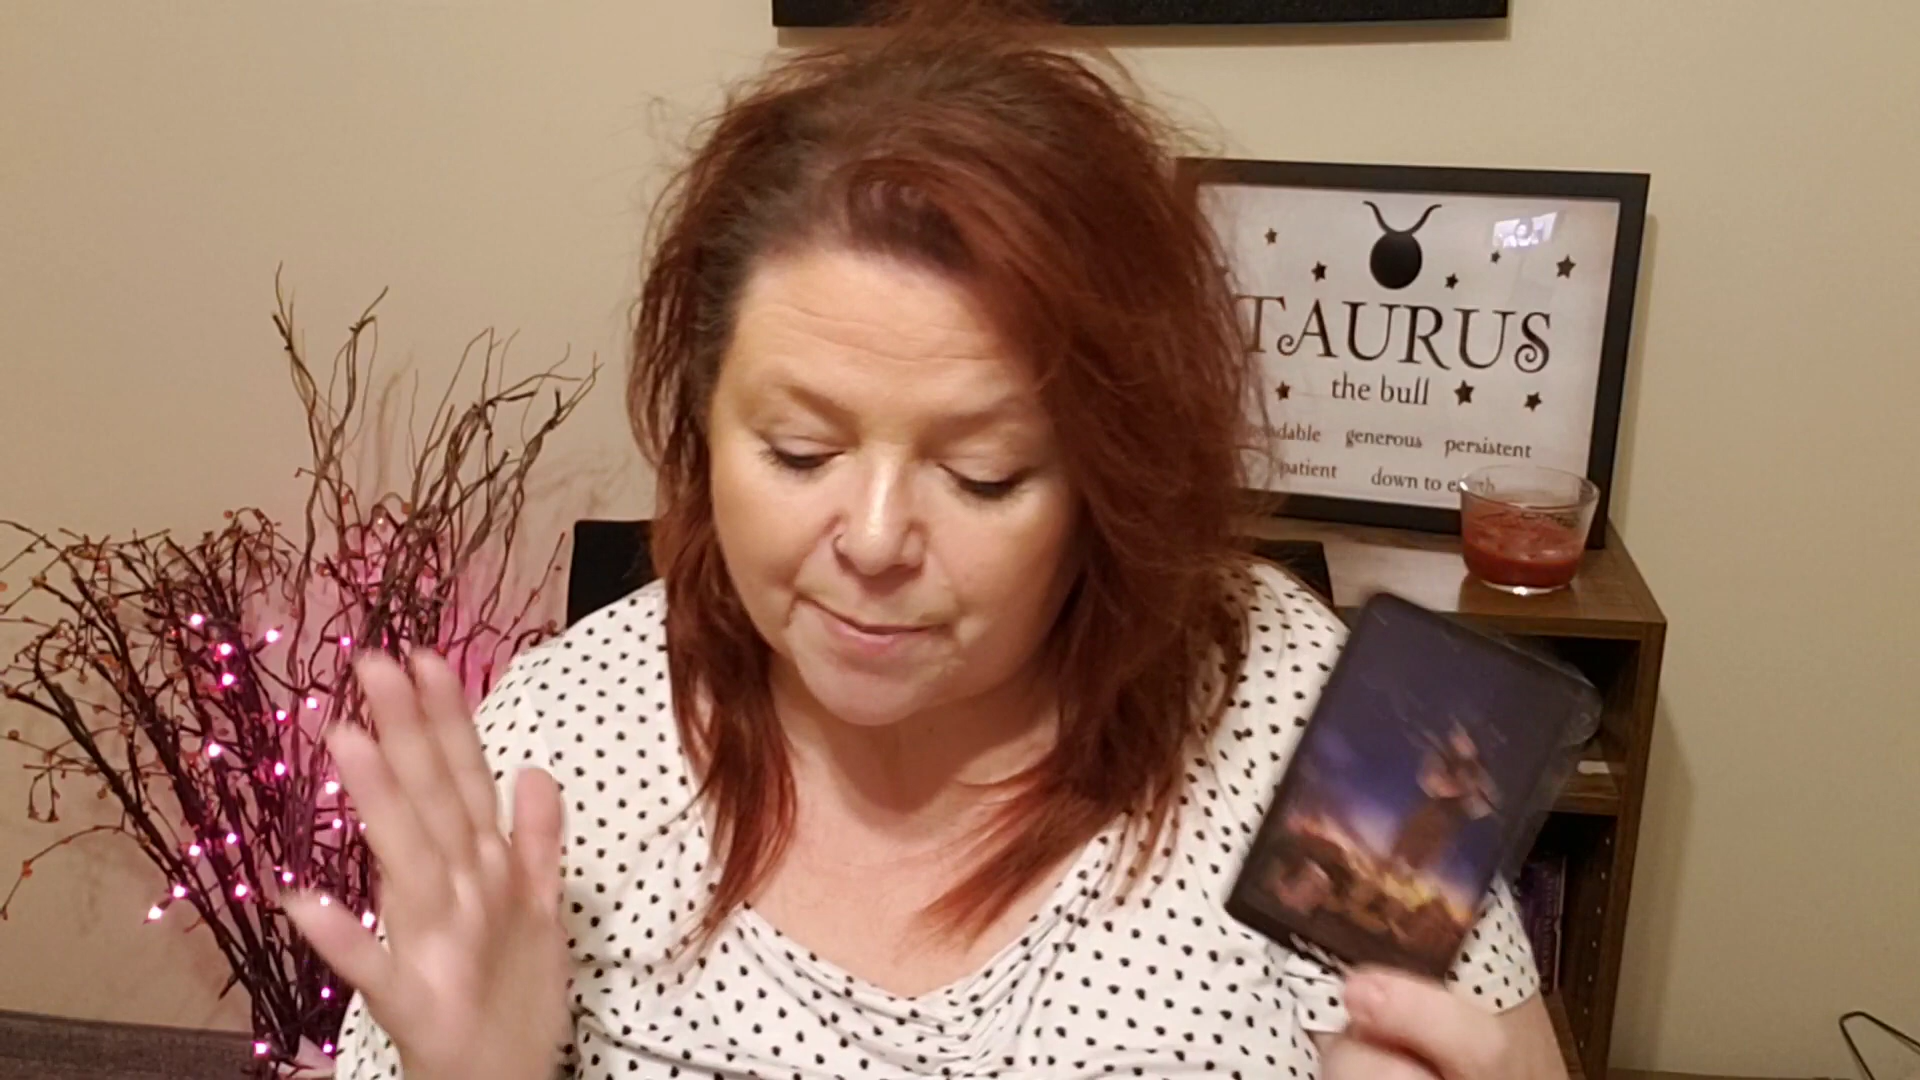 TAURUS
the bull
generous persistent
patient down to